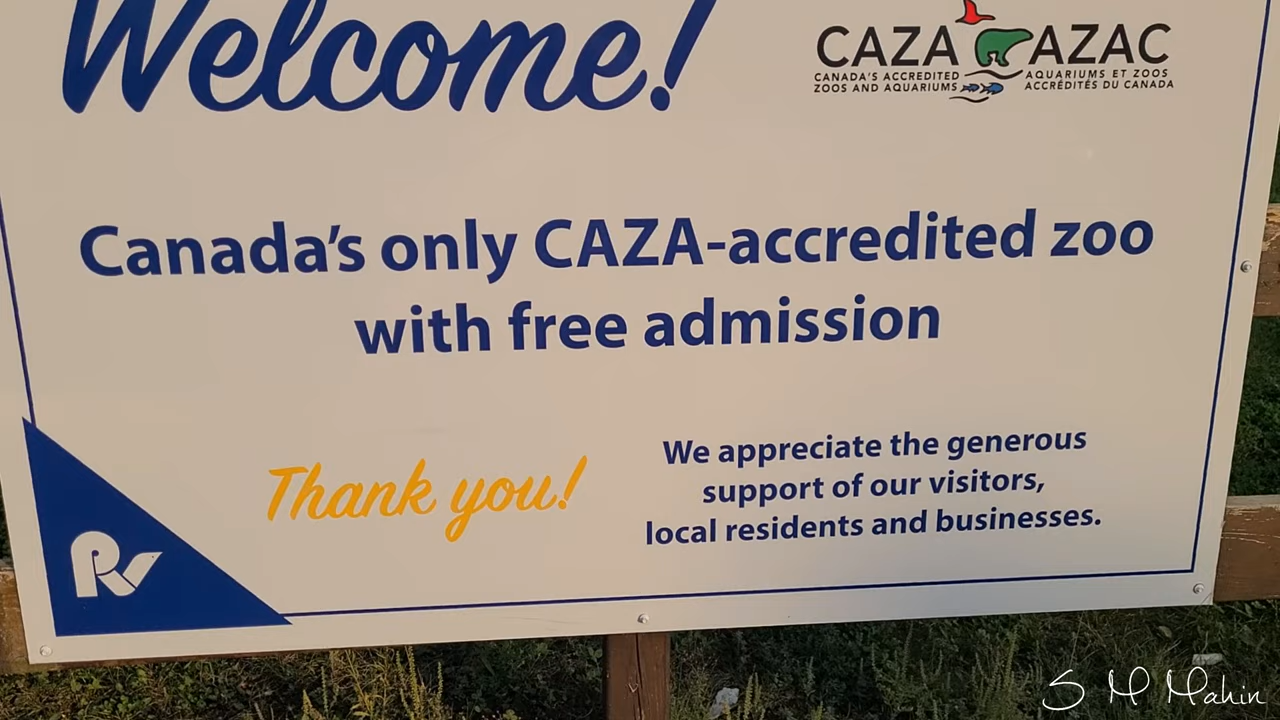 Welcome!
CAZA AZAC
CANADA'S ACCREDITED
ZOOS AND AQUARIUMS
AQUARIUMS ET ZOOS
ACCRÉDITÉS DU CANADA
Canada's only CAZA-accredited zoo
with free admission
Thank you!
We appreciate the generous
support of our visitors,
local residents and businesses.
RV
S M Mahin